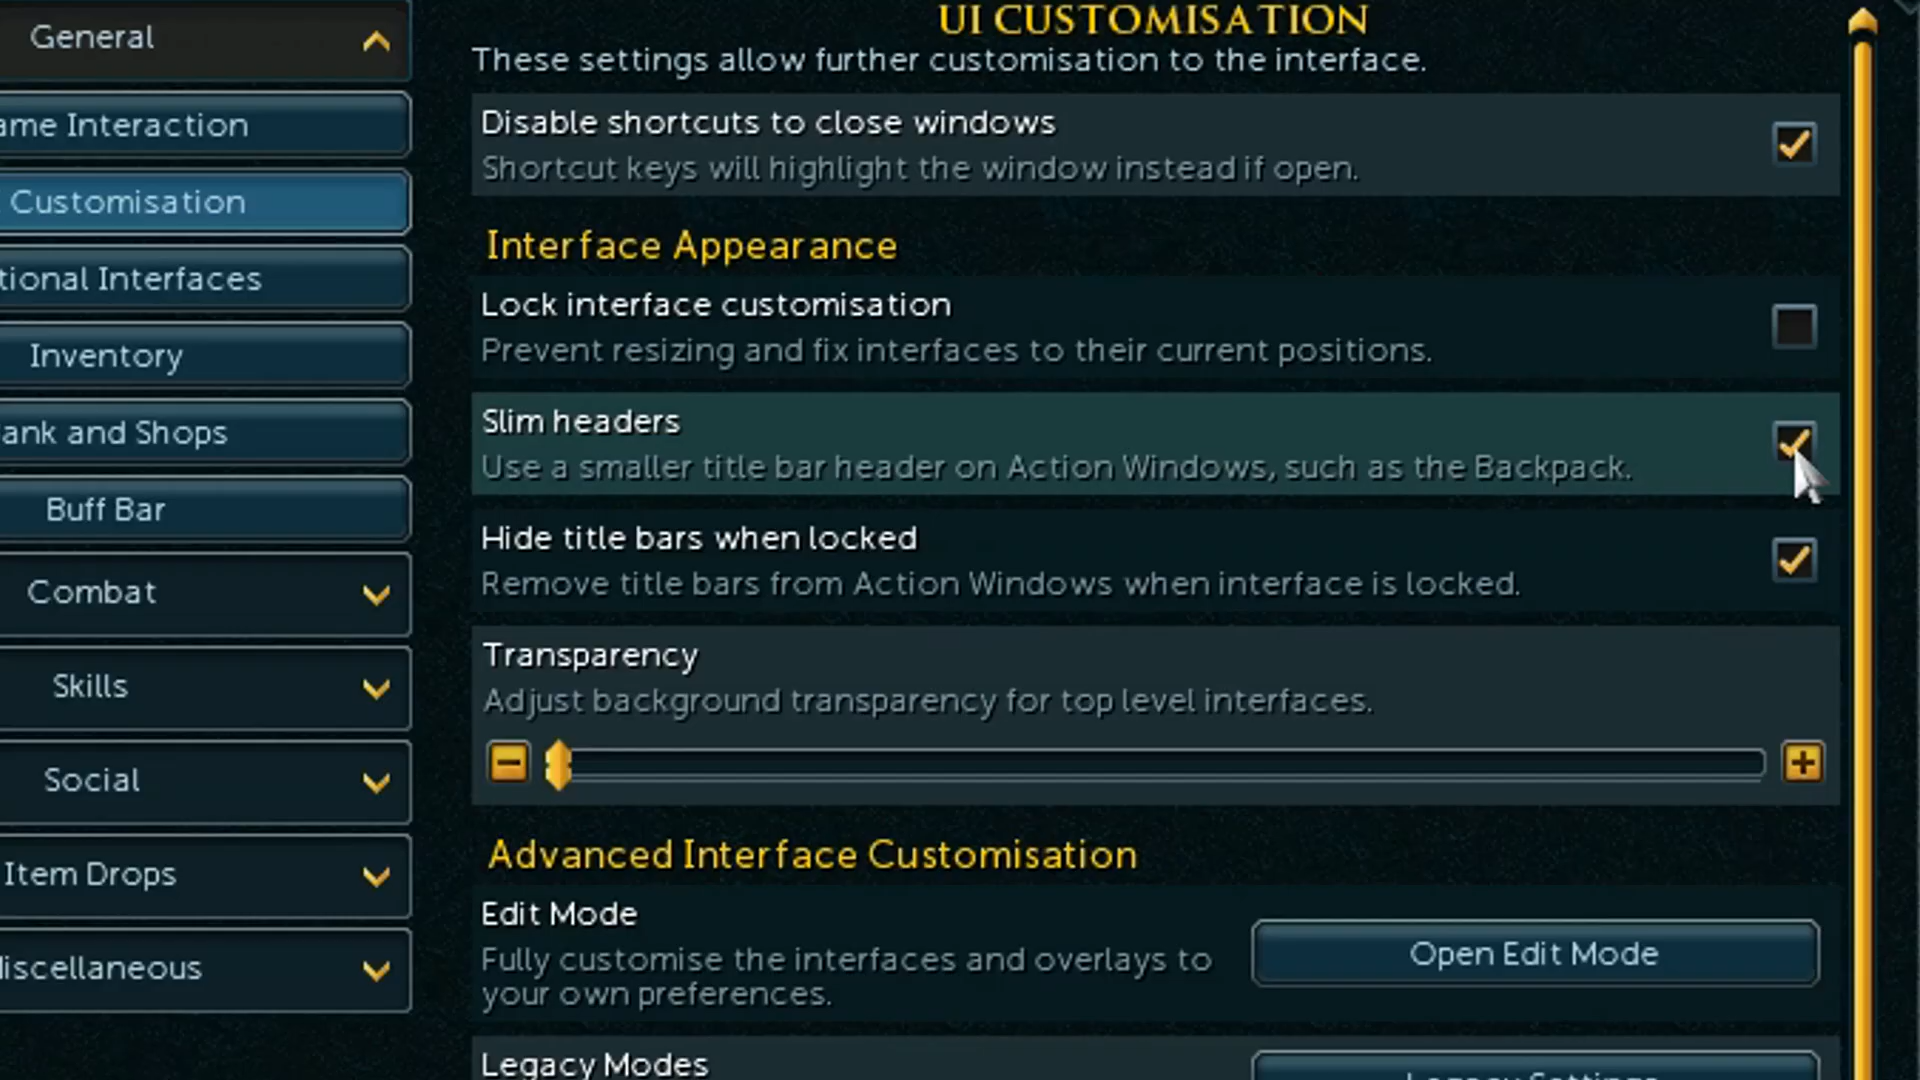 General
ame Interaction
Customisation
tional Interfaces
Inventory
ank and Shops
Buff Bar
Combat
Skills
Social
Item Drops
iscellaneous
UI CUSTOMISATION
These settings allow further customisation to the interface.
Disable shortcuts to close windows
Shortcut keys will highlight the window instead if open.
Interface Appearance
Lock interface customisation
Prevent resizing and fix interfaces to their current positions.
Slim headers
Use a smaller title bar header on Action Windows, such as the Backpack.
Hide title bars when locked
Remove title bars from Action Windows when interface is locked.
Transparency
Adjust background transparency for top level interfaces.
Advanced Interface Customisation
Edit Mode
Fully customise the interfaces and overlays to
your own preferences.
Open Edit Mode
Legacy Modes
Legacy Settings